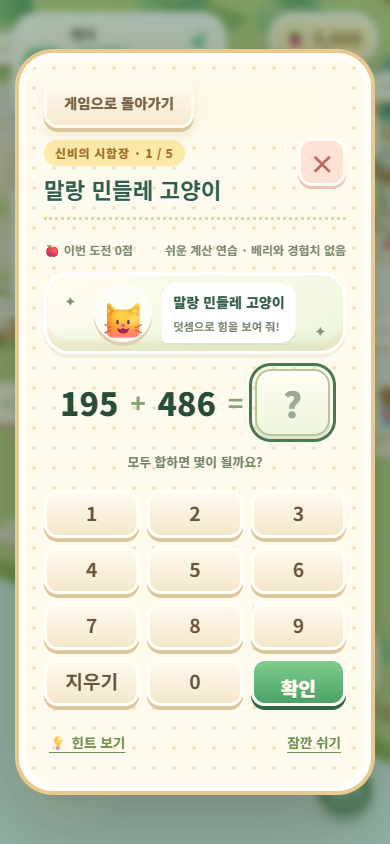 게임으로 돌아가기
신비의 시합장 · 1 / 5
말랑 민들레 고양이
이번 도전 0점
쉬운 계산 연습 · 베리와 경험치 없음
말랑 민들레 고양이
덧셈으로 힘을 보여 줘!
195 + 486 = ?
모두 합하면 몇이 될까요?
1 2 3
4 5 6
7 8 9
지우기 0 확인
힌트 보기
잠깐 쉬기